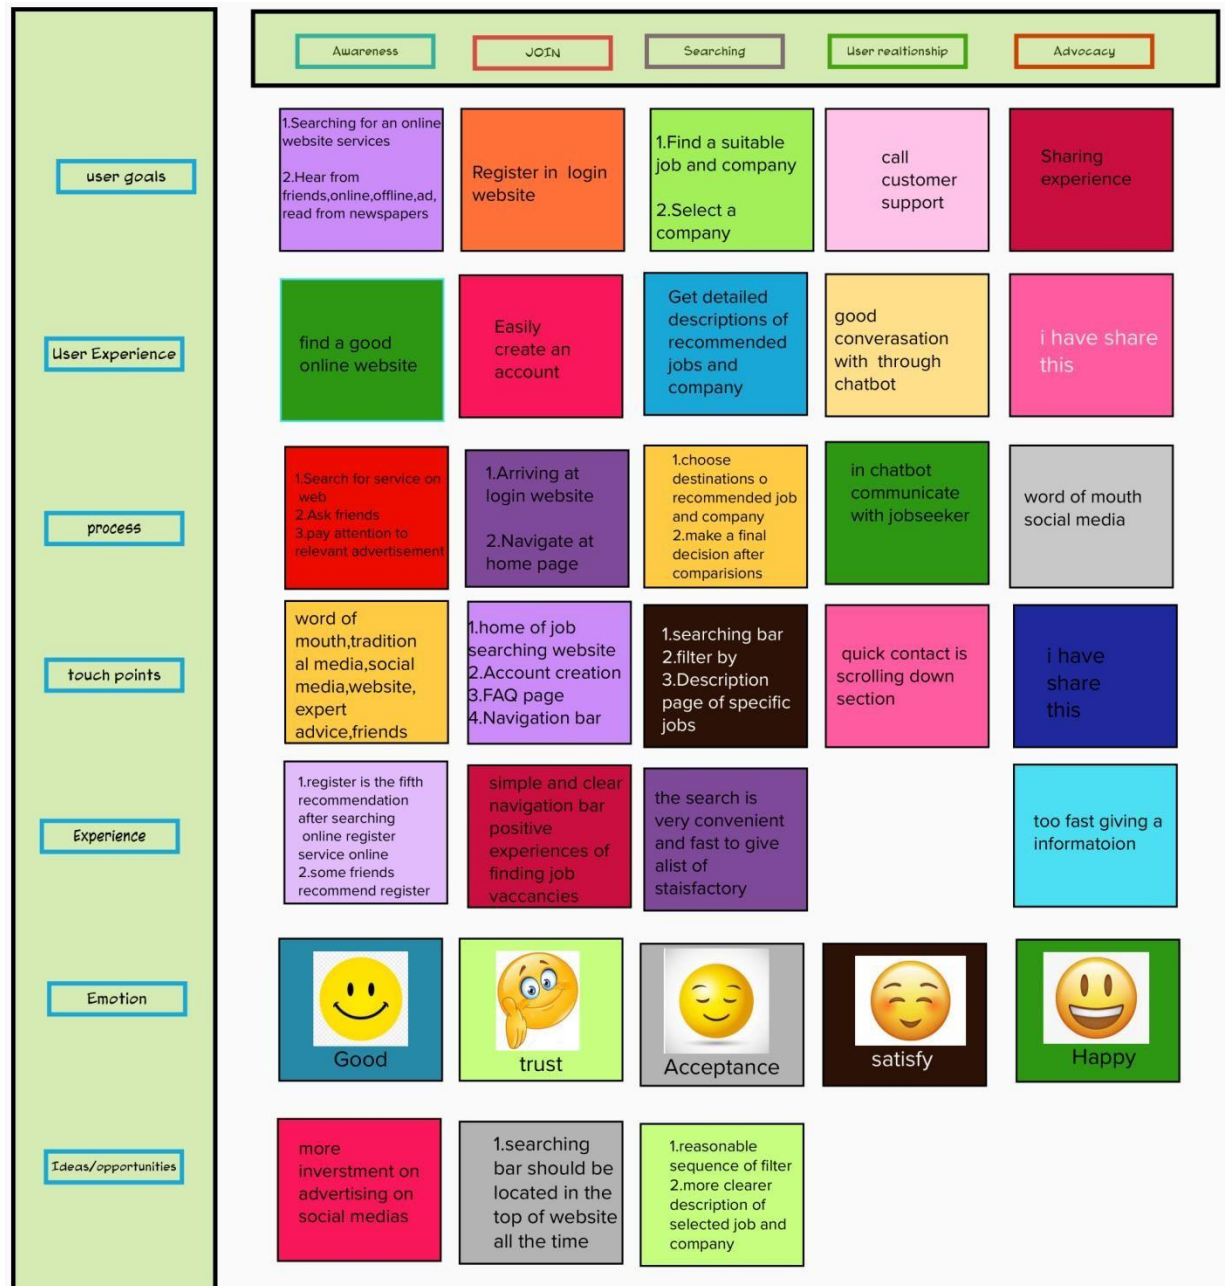 Awareness
JOIN
Searching
User realtionship
Advocacy
user goals
1.Searching for an online
website services
2.Hear from
friends,online,offline,ad,
read from newspapers
Register in login
website
1.Find a suitable
job and company
2.Select a
company
call
customer
support
Sharing
experience
User Experience
find a good
online website
Easily
create an
account
Get detailed
descriptions of
recommended
jobs and
company
good
converasation
with through
chatbot
i have share
this
process
1.Search for service on
web
2.Ask friends
3.pay attention to
relevant advertisement
1.Arriving at
login website
2.Navigate at
home page
1.choose
destinations o
recommended job
and company
2.make a final
decision after
comparisions
in chatbot
communicate
with jobseeker
word of mouth
social media
touch points
word of
mouth,tradition
al media,social
media,website,
expert
advice,friends
1.home of job
searching website
2.Account creation
3.FAQ page
4.Navigation bar
1.searching bar
2.filter by
3.Description
page of specific
jobs
quick contact is
scrolling down
section
i have
share
this
Experience
1.register is the fifth
recommendation
after searching
online register
service online
2.some friends
recommend register
simple and clear
navigation bar
positive
experiences of
finding job
vaccancies
the search is
very convenient
and fast to give
alist of
staisfactory
too fast giving a
informatoion
Emotion
Good
trust
Acceptance
satisfy
Happy
Ideas/opportunities
more
inverstment on
advertising on
social medias
1.searching
bar should be
located in the
top of website
all the time
1.reasonable
sequence of filter
2.more clearer
description of
selected job and
company